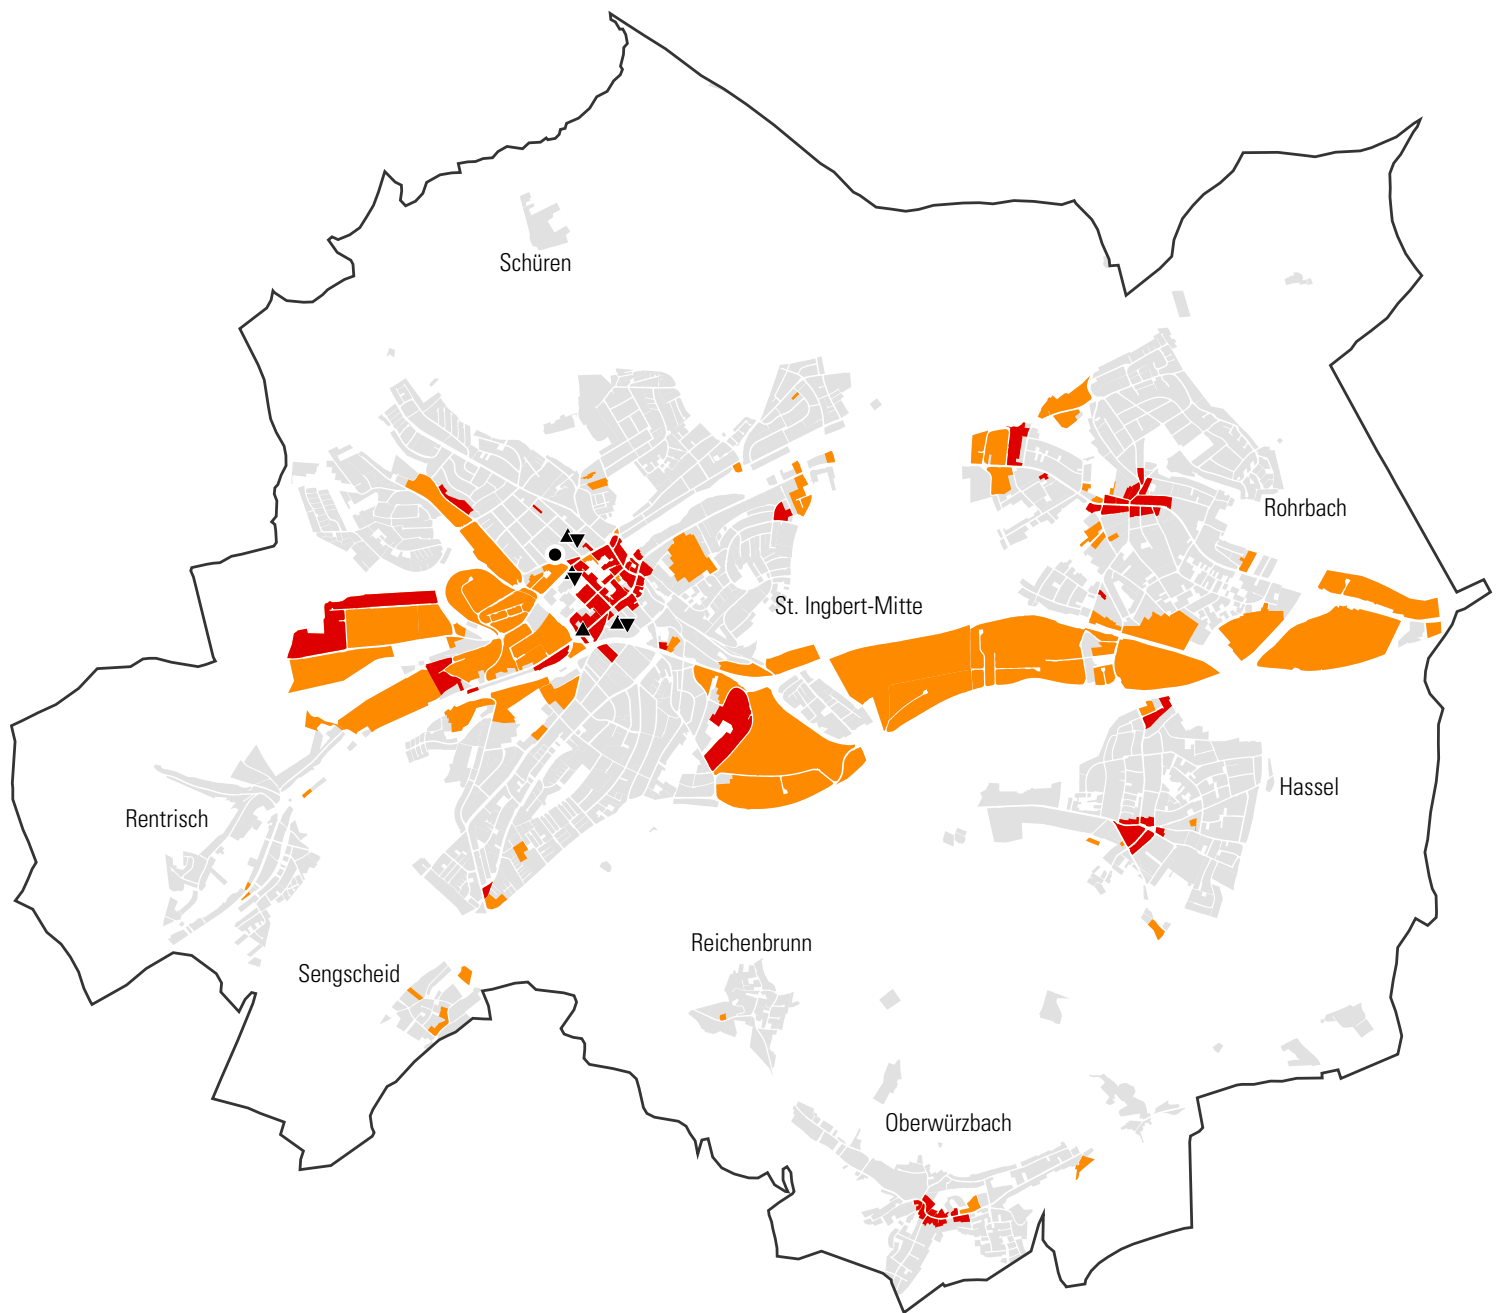 Schüren
Rohrbach
St. Ingbert-Mitte
Hassel
Rentrisch
Reichenbrunn
Sengscheid
Oberwürzbach